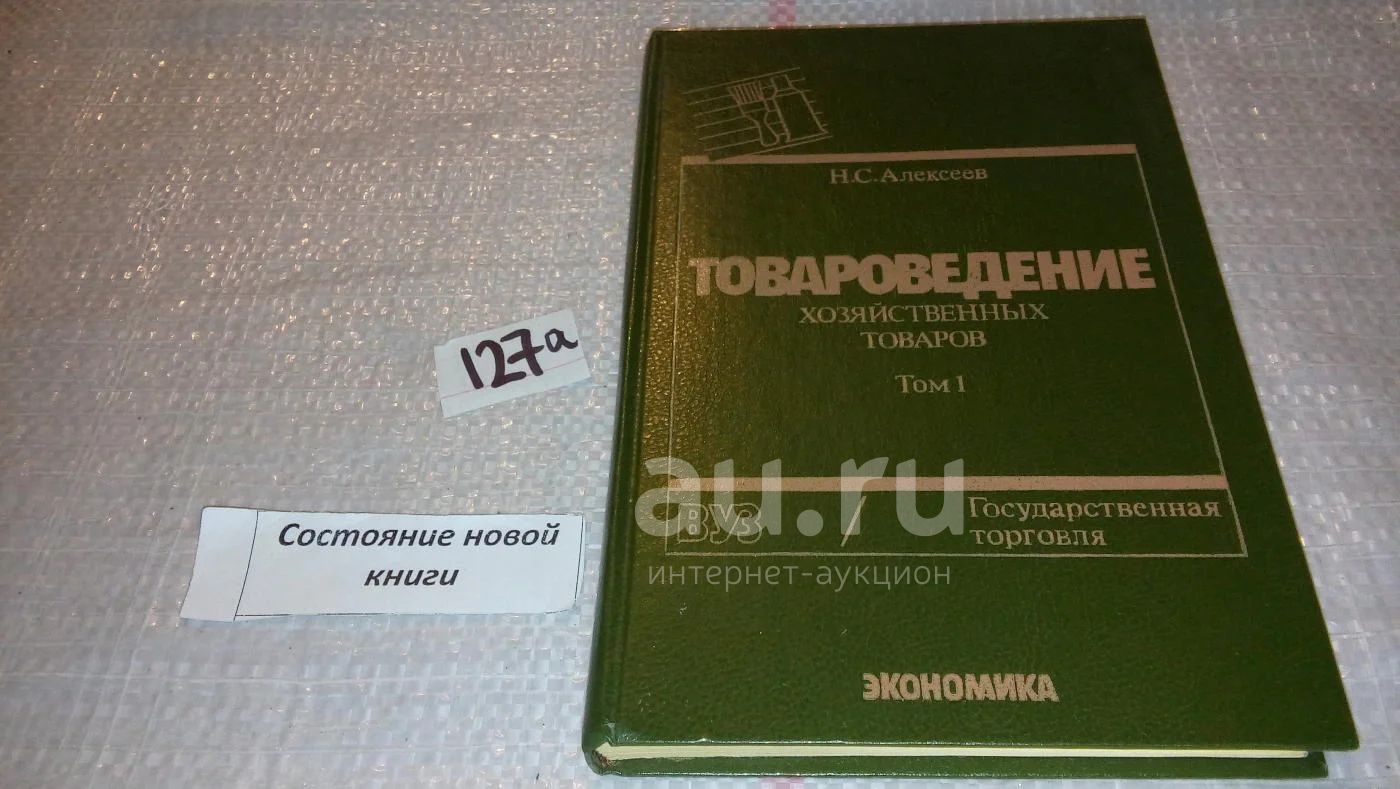 Н.С.Алексеев
ТОВАРОВЕДЕНИЕ
ХОЗЯЙСТВЕННЫХ
ТОВАРОВ
Том 1
ВУЗ / Государственная
торговля
ЭКОНОМИКА
127а
Состояние новой
книги
au.ru
интернет-аукцион